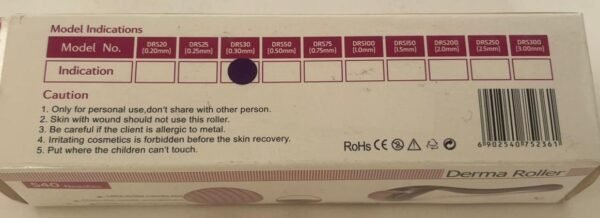 Model Indications
Model No. DRS20 DRS25 DRS30 DRS50 DRS75 DRS100 DRS150 DRS200 DRS250 DRS300
(0.20mm) (0.25mm) (0.30mm) (0.50mm) (0.75mm) (1.0mm) (1.5mm) (2.0mm) (2.5mm) (3.00mm)
Indication
Caution
1. Only for personal use,don't share with other person.
2. Skin with wound should not use this roller.
3. Be careful if the client is allergic to metal.
4. Irritating cosmetics is forbidden before the skin recovery.
5. Put where the children can't touch.
RoHs CE
6 902540 752361
Derma Roller
540